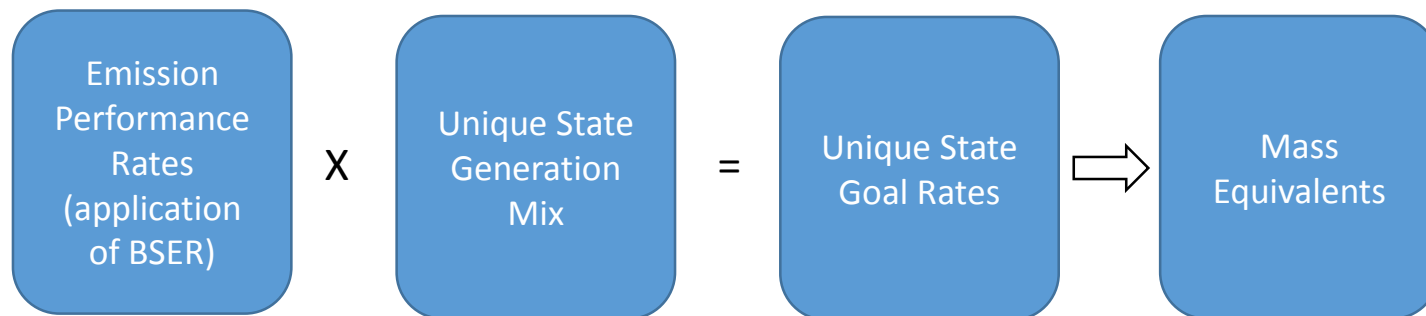 Emission
Performance
Rates
(application
of BSER)
X
Unique State
Generation
Mix
=
Unique State
Goal Rates
Mass
Equivalents